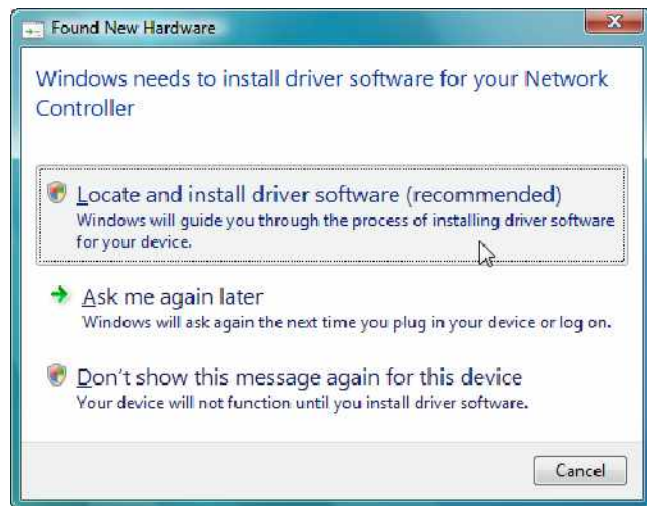 Found New Hardware
Windows needs to install driver software for your Network
Controller
Locate and install driver software (recommended)
Windows will guide you through the process of installing driver software
for your device.
Ask me again later
Windows will ask again the next time you plug in your device or log on.
Don't show this message again for this device
Your device will not function until you install driver software.
Cancel